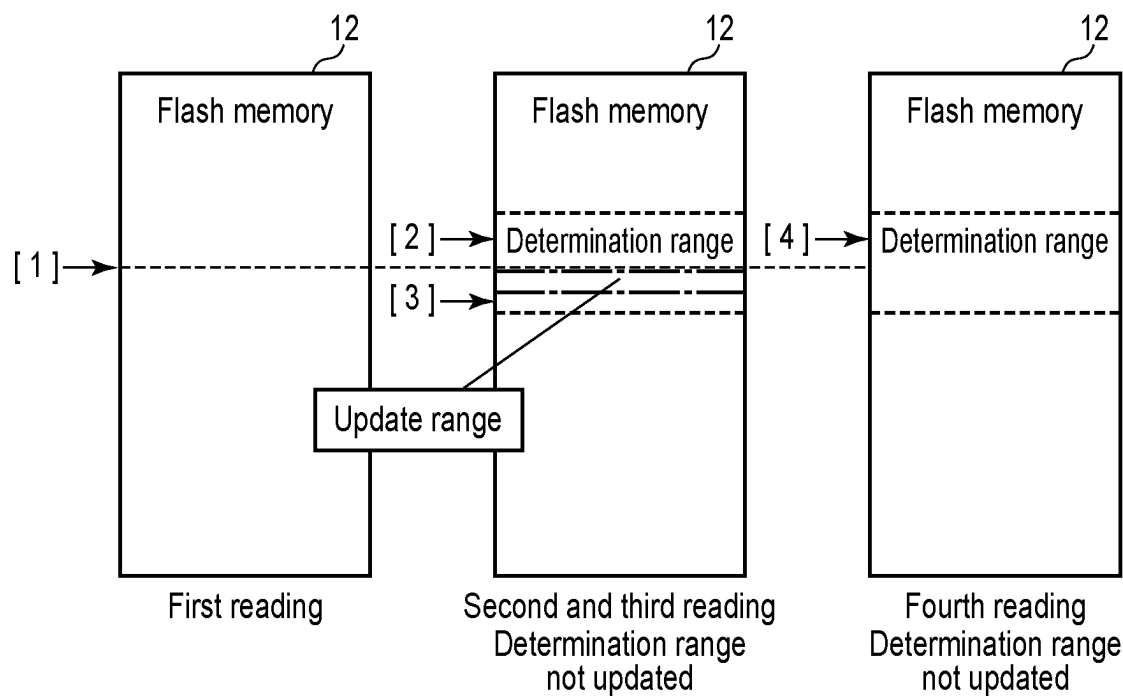 12
12
12
Flash memory
Flash memory
Flash memory
[ 2 ]
Determination range
[ 4 ]
Determination range
[ 1 ]
[ 3 ]
Update range
First reading
Second and third reading
Determination range
not updated
Fourth reading
Determination range
not updated